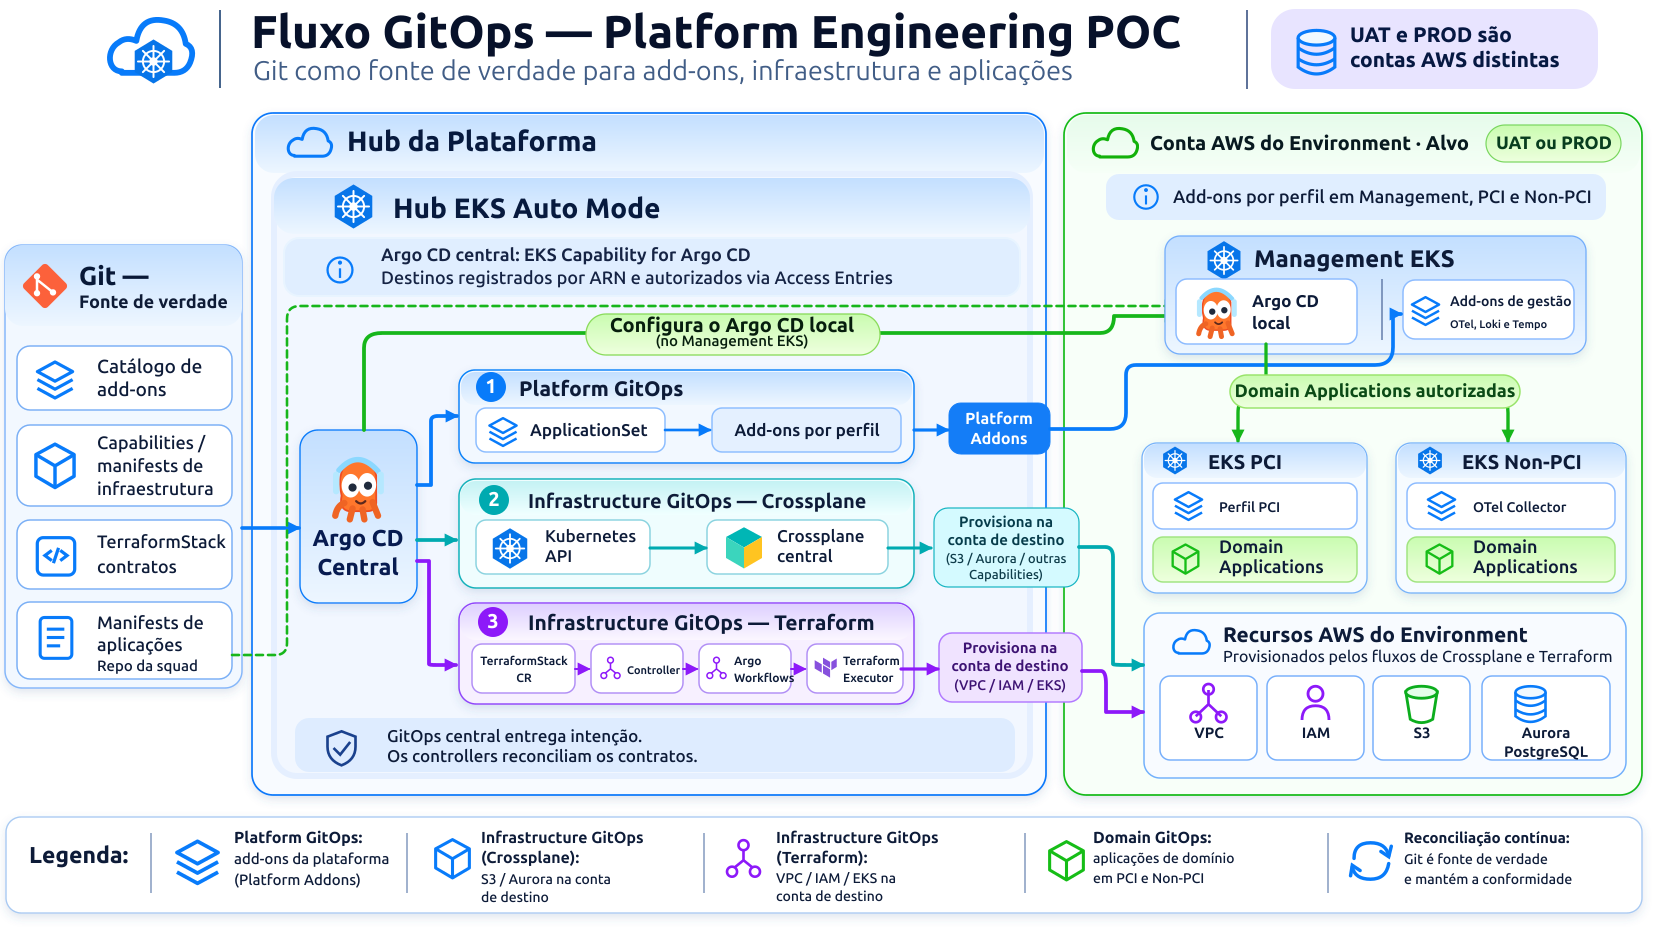 Fluxo GitOps — Platform Engineering POC
Git como fonte de verdade para add-ons, infraestrutura e aplicações
UAT e PROD são
contas AWS distintas
Git —
Fonte de verdade
Catálogo de
add-ons
Capabilities /
manifests de
infraestrutura
TerraformStack
contratos
Manifests de
aplicações
Repo da squad
Hub da Plataforma
Hub EKS Auto Mode
Argo CD central: EKS Capability for Argo CD
Destinos registrados por ARN e autorizados via Access Entries
Configura o Argo CD local
(no Management EKS)
Argo CD
Central
1
Platform GitOps
ApplicationSet
Add-ons por perfil
Platform
Addons
2
Infrastructure GitOps — Crossplane
Kubernetes
API
Crossplane
central
Provisiona na
conta de destino
(S3 / Aurora / outras
Capabilities)
3
Infrastructure GitOps — Terraform
TerraformStack
CR
Controller
Argo
Workflows
Terraform
Executor
Provisiona na
conta de destino
(VPC / IAM / EKS)
GitOps central entrega intenção.
Os controllers reconciliam os contratos.
Conta AWS do Environment · Alvo
UAT ou PROD
Add-ons por perfil em Management, PCI e Non-PCI
Management EKS
Argo CD
local
Add-ons de gestão
OTel, Loki e Tempo
Domain Applications autorizadas
EKS PCI
Perfil PCI
Domain
Applications
EKS Non-PCI
OTel Collector
Domain
Applications
Recursos AWS do Environment
Provisionados pelos fluxos de Crossplane e Terraform
VPC
IAM
S3
Aurora
PostgreSQL
Legenda:
Platform GitOps:
add-ons da plataforma
(Platform Addons)
Infrastructure GitOps
(Crossplane):
S3 / Aurora na conta
de destino
Infrastructure GitOps
(Terraform):
VPC / IAM / EKS na
conta de destino
Domain GitOps:
aplicações de domínio
em PCI e Non-PCI
Reconciliação contínua:
Git é fonte de verdade
e mantém a conformidade